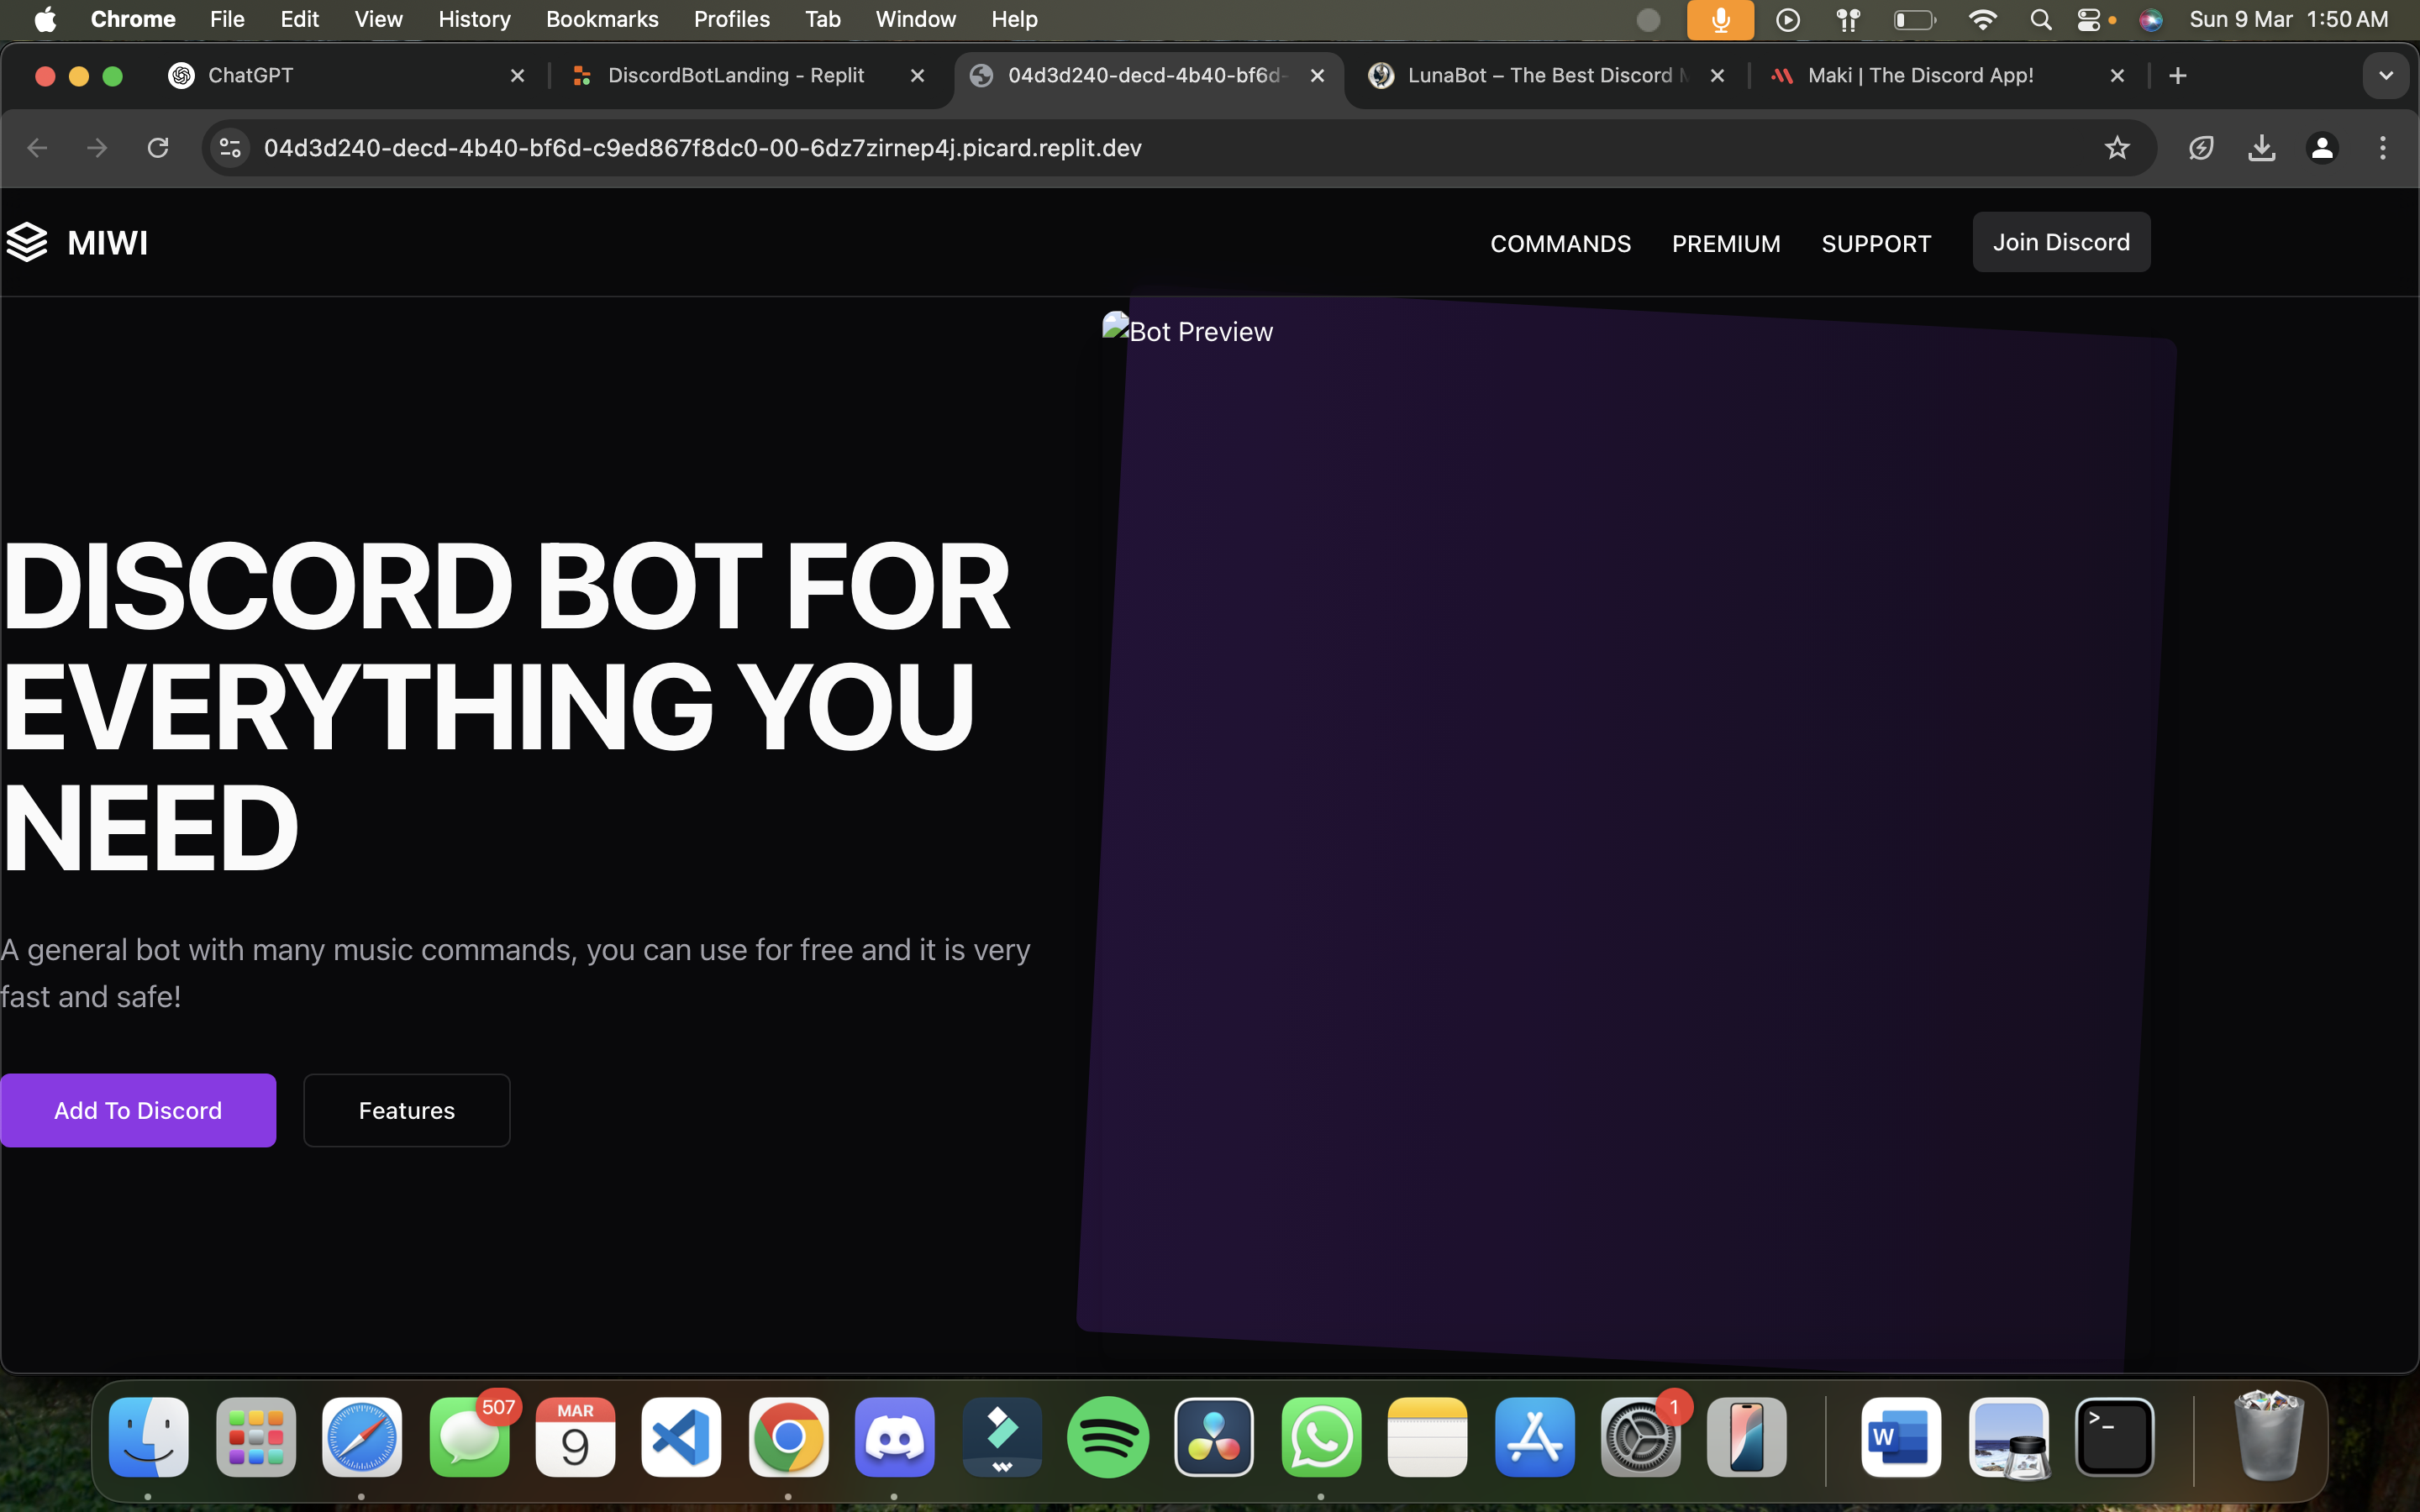 Chrome File Edit View History Bookmarks Profiles Tab Window Help Sun 9 Mar 1:50 AM
ChatGPT DiscordBotLanding - Replit 04d3d240-decd-4b40-bf6d- LunaBot – The Best Discord Maki | The Discord App!
04d3d240-decd-4b40-bf6d-c9ed867f8dc0-00-6dz7zirnep4j.picard.replit.dev
MIWI COMMANDS PREMIUM SUPPORT Join Discord
Bot Preview
DISCORD BOT FOR
EVERYTHING YOU
NEED
A general bot with many music commands, you can use for free and it is very
fast and safe!
Add To Discord Features
507 MAR 1
9 W >_